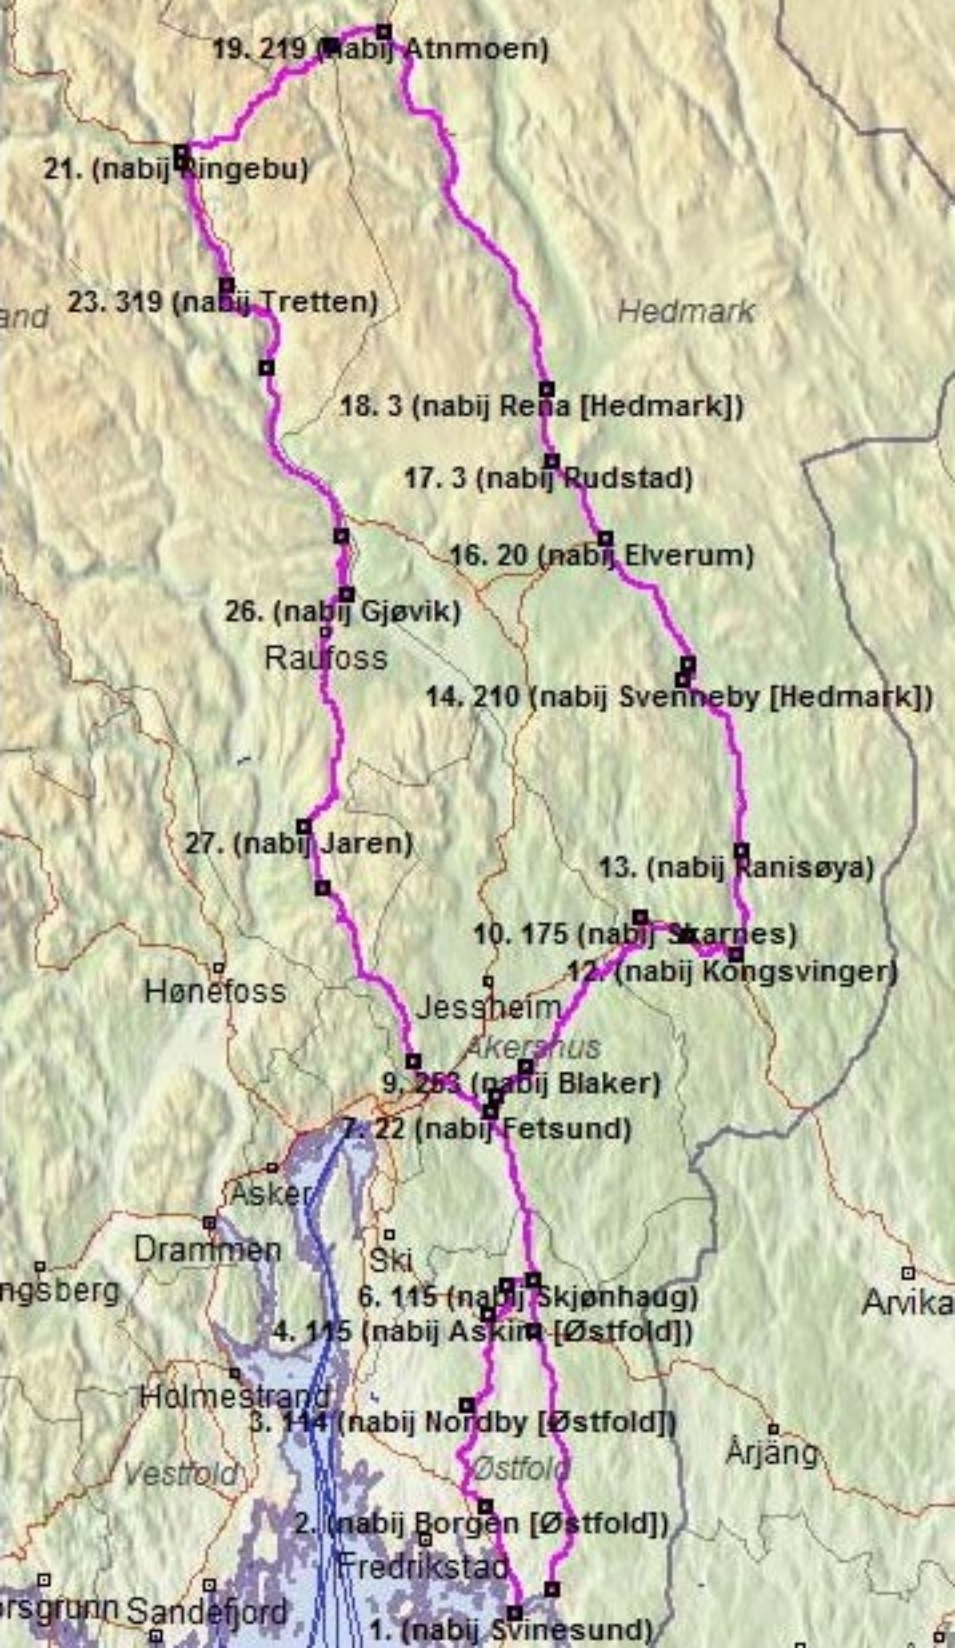 19. 219 (nabij Atnmoen)
21. (nabij Ringebu)
23. 319 (nabij Tretten)
and
Hedmark
18. 3 (nabij Rena [Hedmark])
17. 3 (nabij Rudstad)
16. 20 (nabij Elverum)
26. (nabij Gjøvik)
Raufoss
14. 210 (nabij Svenneby [Hedmark])
27. (nabij Jaren)
13. (nabij Ranisøya)
10. 175 (nabij Skarnes)
12. (nabij Kongsvinger)
Hønefoss
Jessheim
Akershus
9. 253 (nabij Blaker)
7. 22 (nabij Fetsund)
Asker
Drammen
Ski
ngsberg
6. 115 (nabij Skjønhaug)
Arvika
4. 115 (nabij Askim [Østfold])
Holmestrand
3. 114 (nabij Nordby [Østfold])
Årjäng
Vestfold
Østfold
2. (nabij Borgen [Østfold])
Fredrikstad
orsgrunn
Sandefjord
1. (nabij Svinesund)